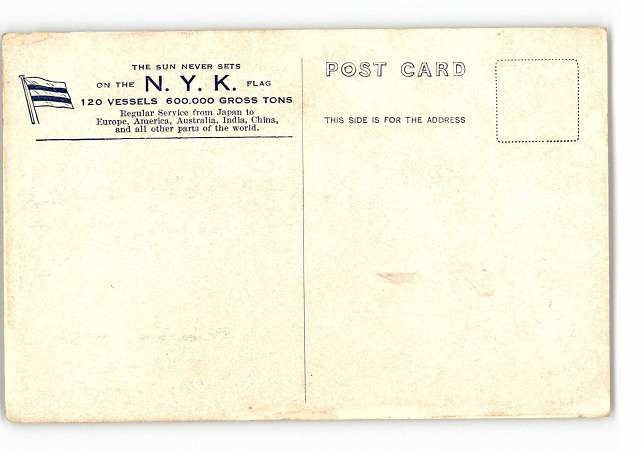 THE SUN NEVER SETS
ON THE N. Y. K. FLAG
120 VESSELS 600.000 GROSS TONS
Regular Service from Japan to
Europe, America, Australia, India, China,
and all other parts of the world.
POST CARD
THIS SIDE IS FOR THE ADDRESS